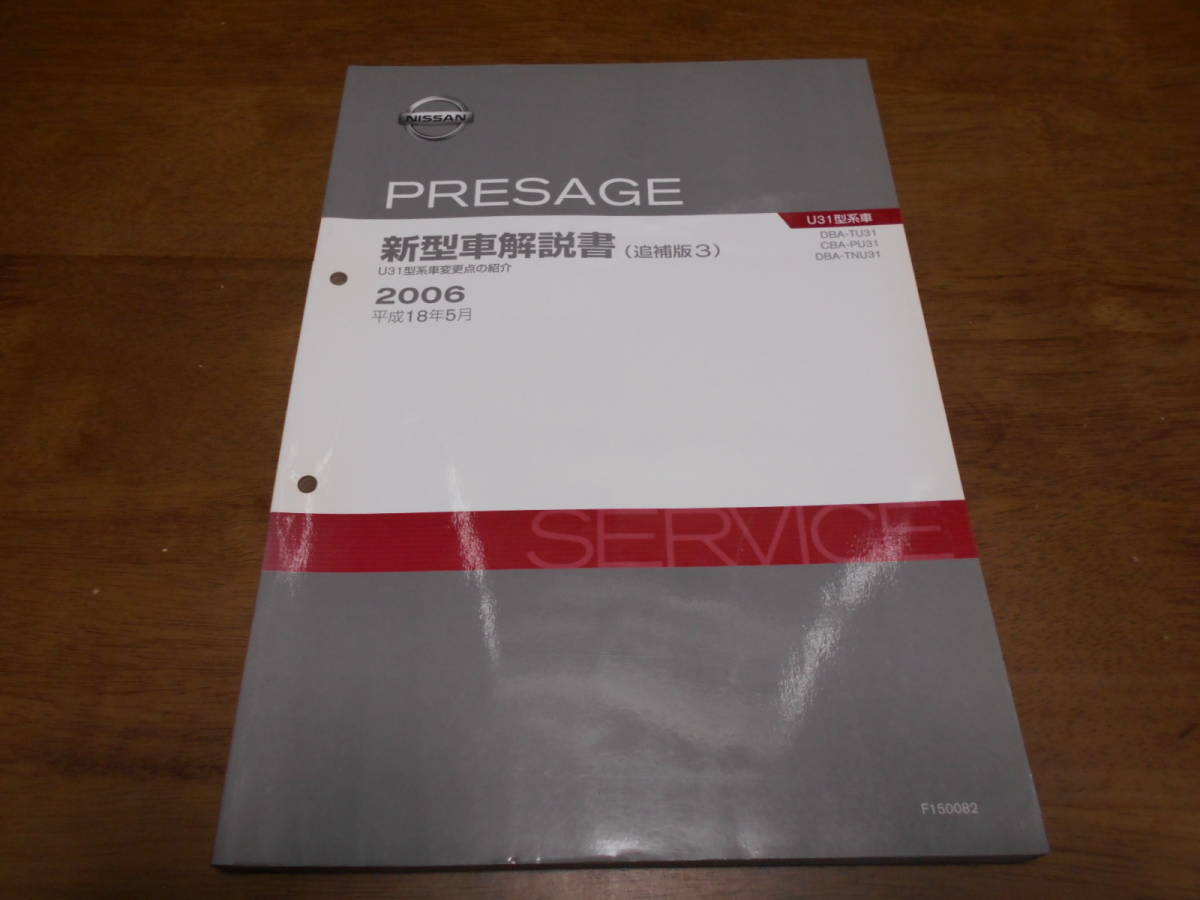 NISSAN
PRESAGE
U31型系車
DBA-TU31
CBA-PU31
DBA-TNU31
新型車解説書（追補版3）
U31型系車変更点の紹介
2006
平成18年5月
SERVICE
F150082